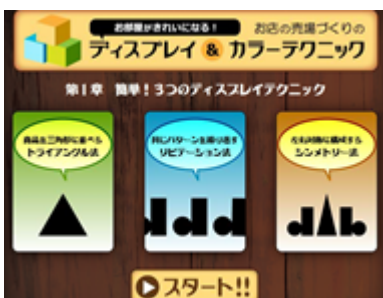 お部屋がきれいになる！
お店の売場づくりの
ディスプレイ&カラーテクニック
第1章 簡単！3つのディスプレイテクニック
商品を三角形に並べる
トライアングル法
同じパターンを繰り返す
リピテーション法
左右対称に構成する
シンメトリー法
スタート!!